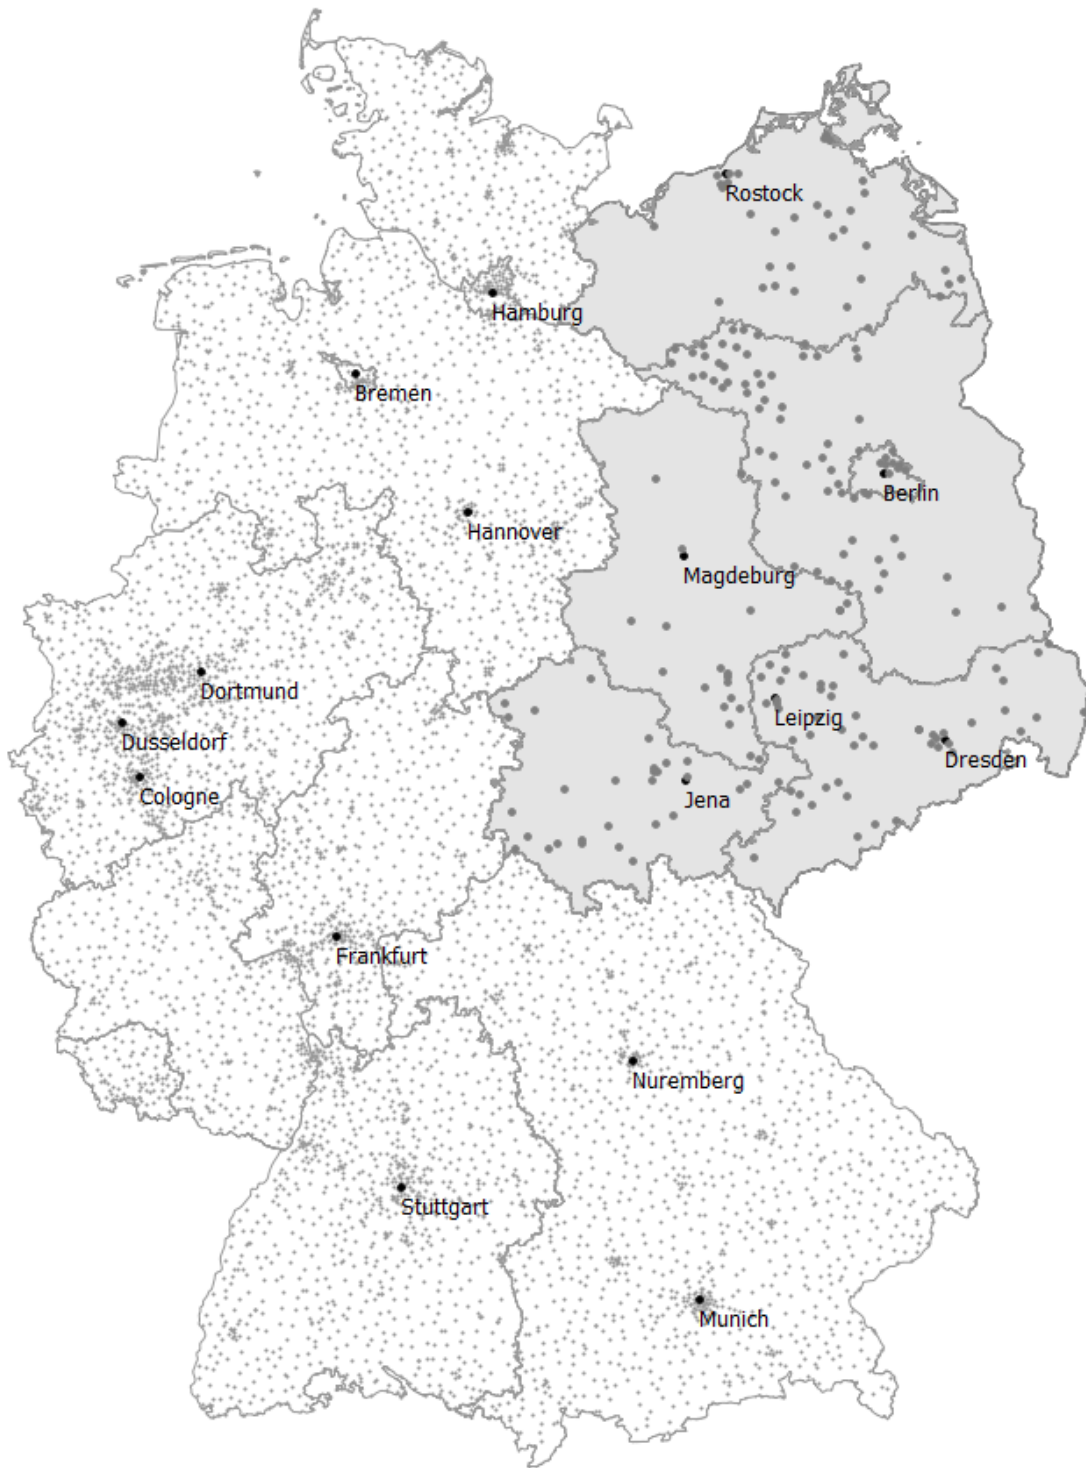 Rostock
Hamburg
Bremen
Berlin
Hannover
Magdeburg
Dortmund
Leipzig
Dusseldorf
Dresden
Cologne
Jena
Frankfurt
Nuremberg
Stuttgart
Munich